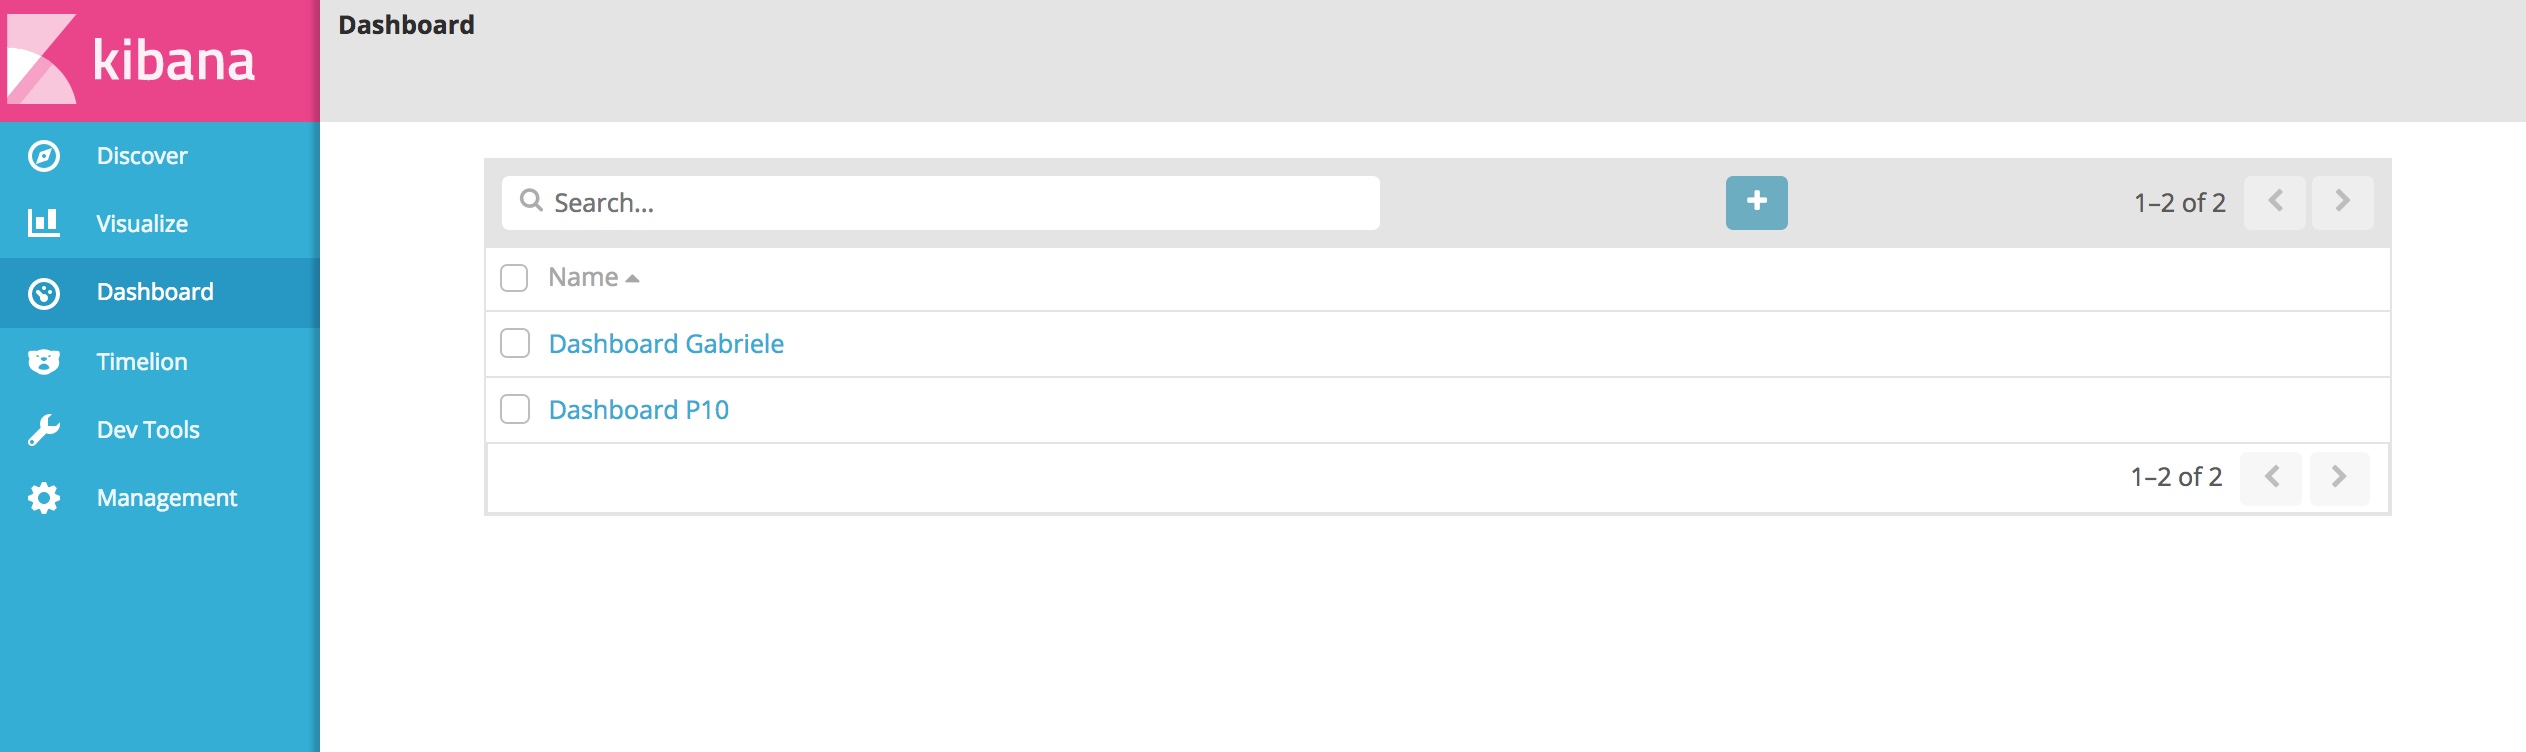 kibana
Dashboard
Discover
Visualize
Dashboard
Timelion
Dev Tools
Management
Search...
1–2 of 2
Name
Dashboard Gabriele
Dashboard P10
1–2 of 2